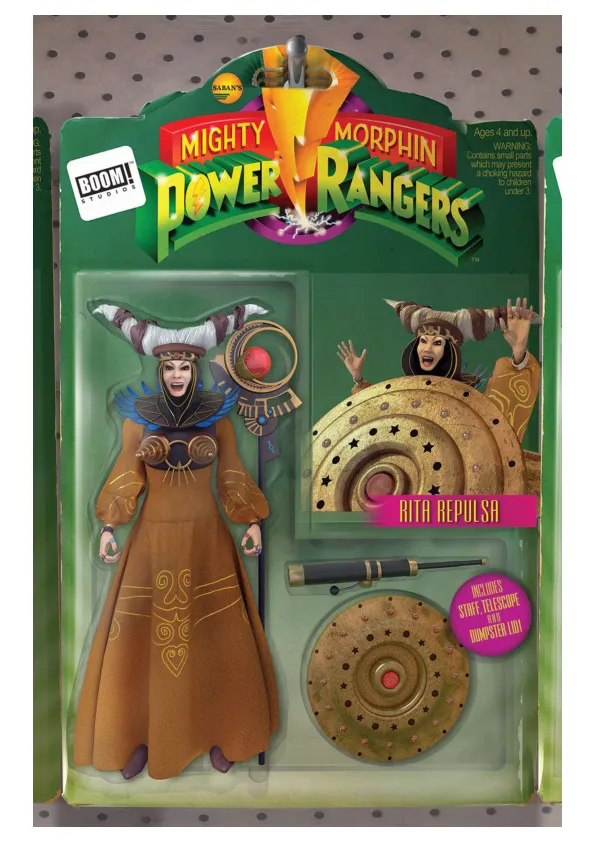 SABAN'S
MIGHTY MORPHIN
POWER RANGERS
TM
BOOM!
STUDIOS
Ages 4 and up.
WARNING:
Contains small parts
which may present
a choking hazard
to children
under 3.
RITA REPULSA
INCLUDES
STAFF, TELESCOPE
AND
DUMPSTER LID!